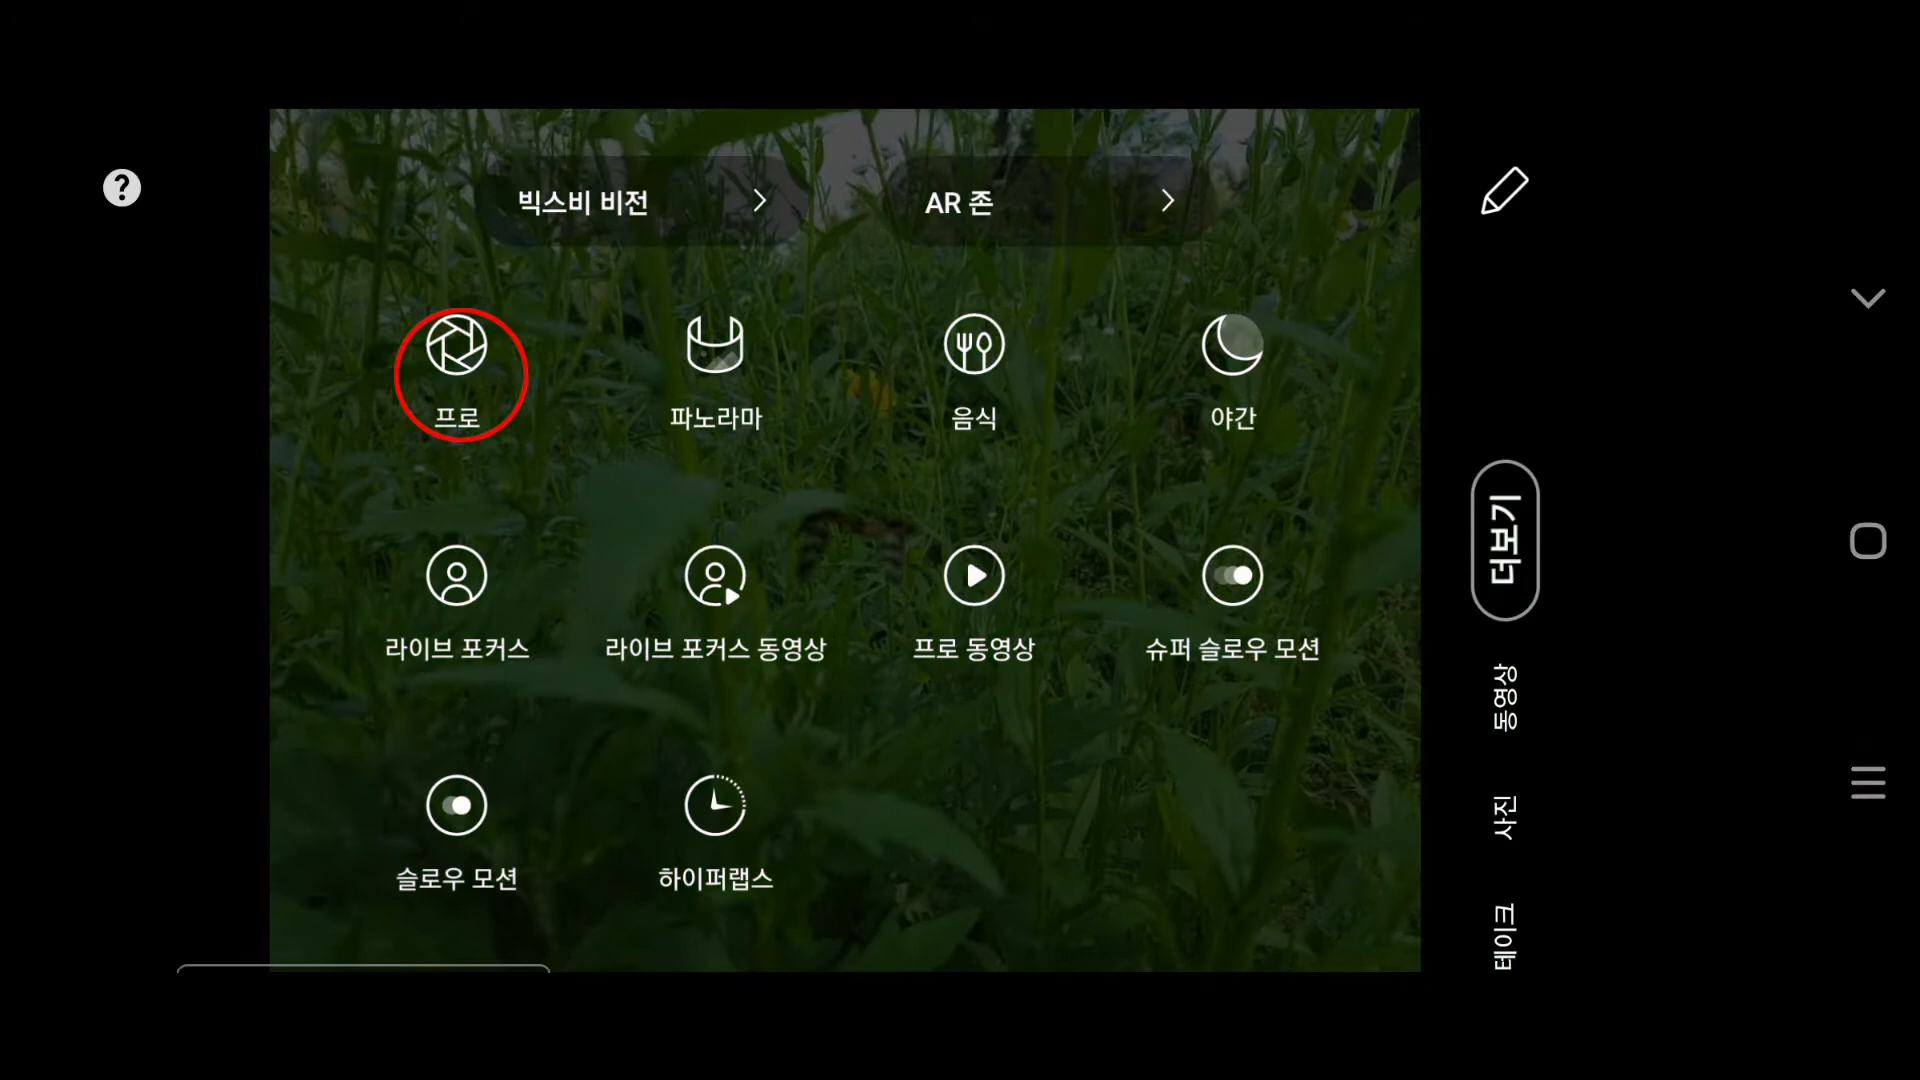 빅스비 비전
AR 존
프로
파노라마
음식
야간
라이브 포커스
라이브 포커스 동영상
프로 동영상
슈퍼 슬로우 모션
슬로우 모션
하이퍼랩스
더보기
동영상
사진
테이크